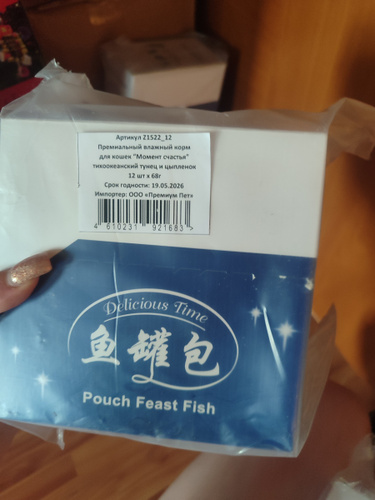 Артикул Z1522_12
Премиальный влажный корм
для кошек "Момент счастья"
тихоокеанский тунец и цыпленок
12 шт х 68г
Срок годности: 19.05.2026
Импортер: ООО «Премиум Пет»
4 610231 921683 >
Delicious Time
鱼罐包
Pouch Feast Fish